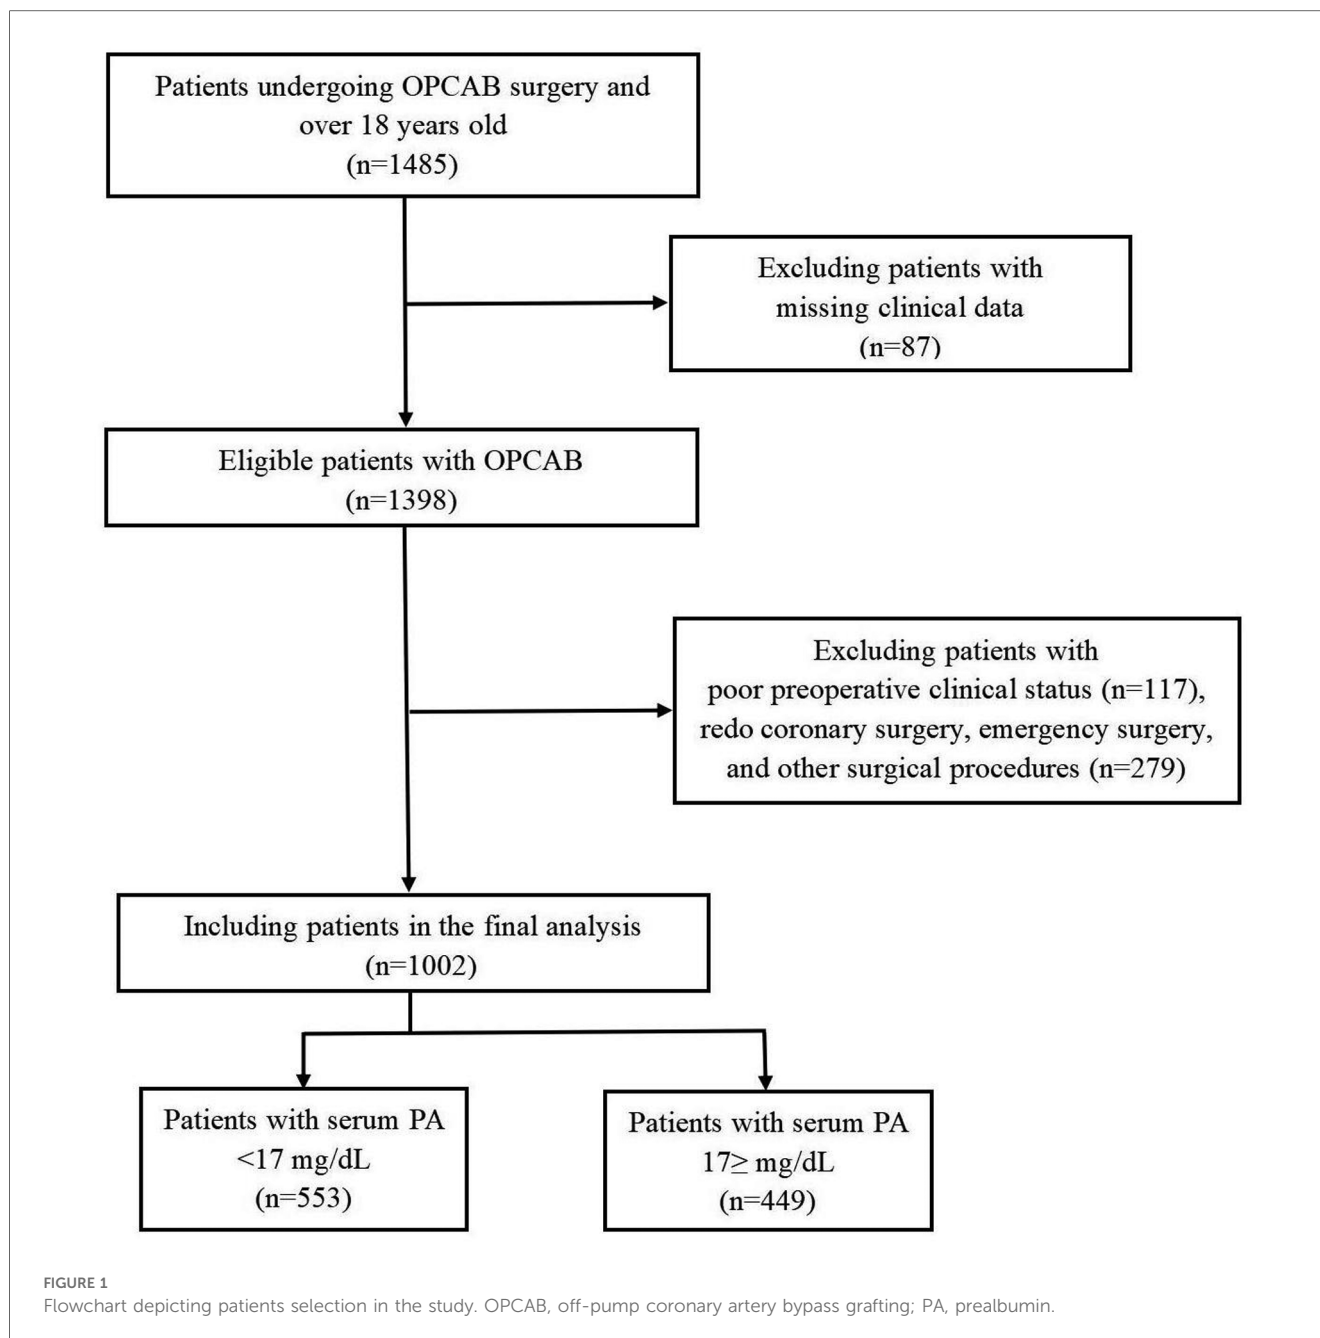 Patients undergoing OPCAB surgery and
over 18 years old
(n=1485)
Excluding patients with
missing clinical data
(n=87)
Eligible patients with OPCAB
(n=1398)
Excluding patients with
poor preoperative clinical status (n=117),
redo coronary surgery, emergency surgery,
and other surgical procedures (n=279)
Including patients in the final analysis
(n=1002)
Patients with serum PA
<17 mg/dL
(n=553)
Patients with serum PA
17≥ mg/dL
(n=449)
FIGURE 1
Flowchart depicting patients selection in the study. OPCAB, off-pump coronary artery bypass grafting; PA, prealbumin.